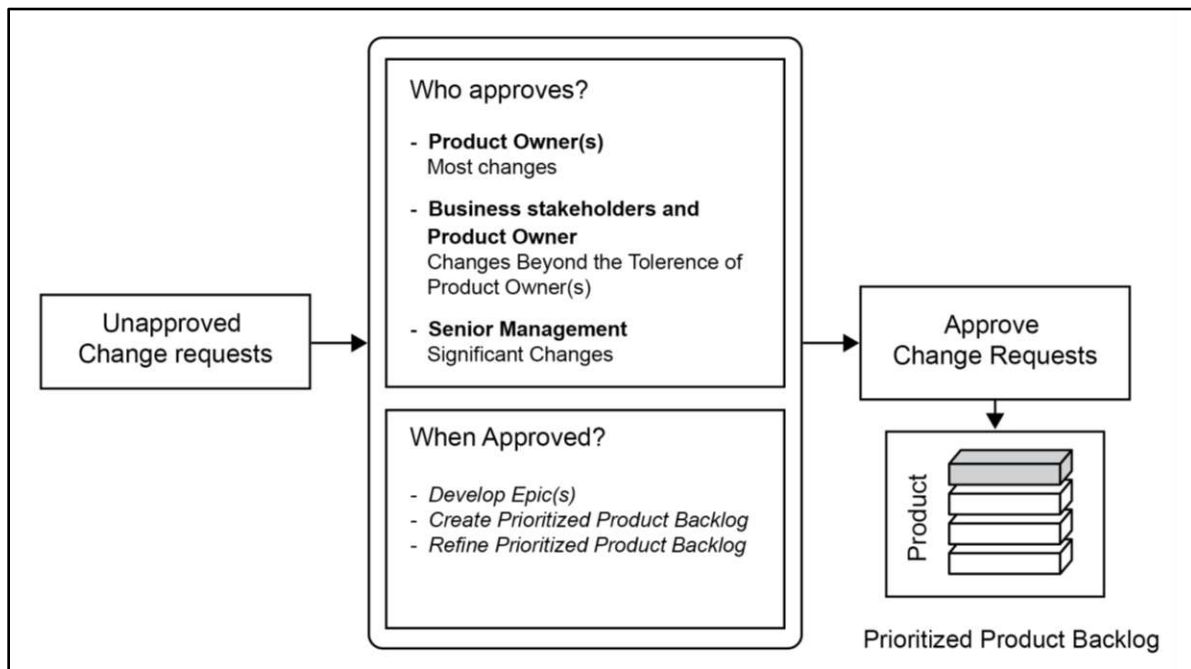 Unapproved
Change requests
Who approves?
- Product Owner(s)
Most changes
- Business stakeholders and
Product Owner
Changes Beyond the Tolerence of
Product Owner(s)
- Senior Management
Significant Changes
When Approved?
- Develop Epic(s)
- Create Prioritized Product Backlog
- Refine Prioritized Product Backlog
Approve
Change Requests
Product
Prioritized Product Backlog